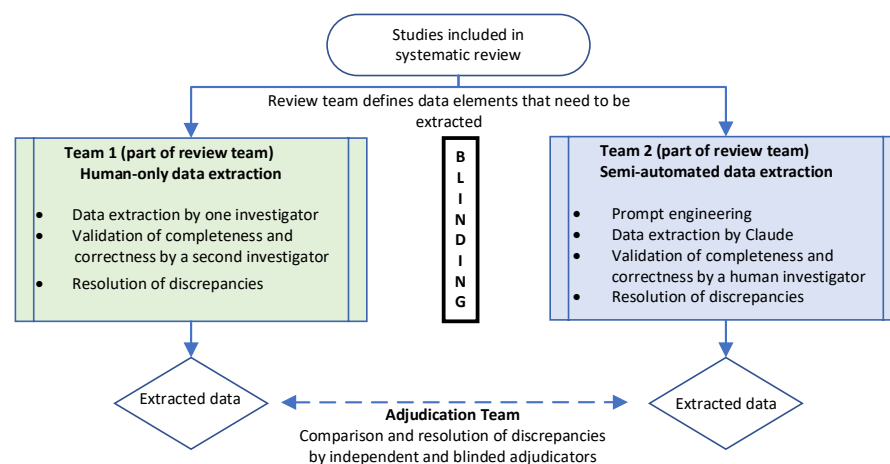 Studies included in
systematic review
Review team defines data elements that need to be
extracted
Team 1 (part of review team)
Human-only data extraction
● Data extraction by one investigator
● Validation of completeness and
correctness by a second investigator
● Resolution of discrepancies
B
L
I
N
D
I
N
G
Team 2 (part of review team)
Semi-automated data extraction
● Prompt engineering
● Data extraction by Claude
● Validation of completeness and
correctness by a human investigator
● Resolution of discrepancies
Extracted data
Extracted data
Adjudication Team
Comparison and resolution of discrepancies
by independent and blinded adjudicators